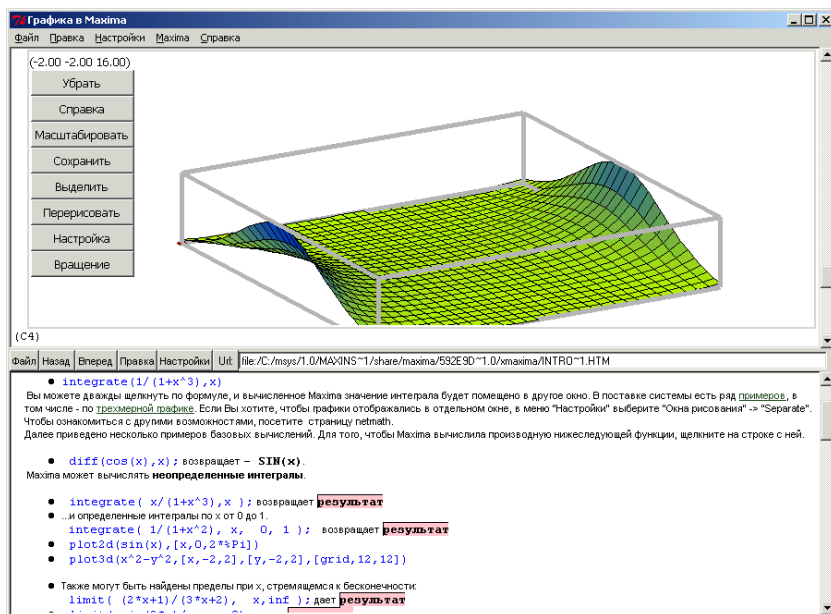 Графика в Maxima
Файл Правка Настройки Maxima Справка
(-2.00 -2.00 16.00)
Убрать
Справка
Масштабировать
Сохранить
Выделить
Перерисовать
Настройка
Вращение
(C4)
Файл Назад Вперед Правка Настройки Url: file:/C:/msys/1.0/MAXINS~1/share/maxima/592E9D~1.0/xmaxima/INTRO~1.HTM
integrate(1/(1+x^3),x)
Вы можете дважды щелкнуть по формуле, и вычисленное Maxima значение интеграла будет помещено в другое окно. В поставке системы есть ряд примеров, в
том числе - по трехмерной графике. Если Вы хотите, чтобы графики отображались в отдельном окне, в меню "Настройки" выберите "Окна рисования" -> "Separate".
Чтобы ознакомиться с другими возможностями, посетите страницу netmath.
Далее приведено несколько примеров базовых вычислений. Для того, чтобы Maxima вычислила производную нижеследующей функции, щелкните на строке с ней.
diff(cos(x),x); возвращает - SIN(x).
Maxima может вычислять неопределенные интегралы.
integrate( x/(1+x^3),x ); возвращает результат
...и определенные интегралы по x от 0 до 1.
integrate( 1/(1+x^2), x, 0, 1 ); возвращает результат
plot2d(sin(x),[x,0,2*%Pi])
plot3d(x^2-y^2,[x,-2,2],[y,-2,2],[grid,12,12])
Также могут быть найдены пределы при x, стремящемся к бесконечности:
limit( (2*x+1)/(3*x+2), x,inf ); дает результат